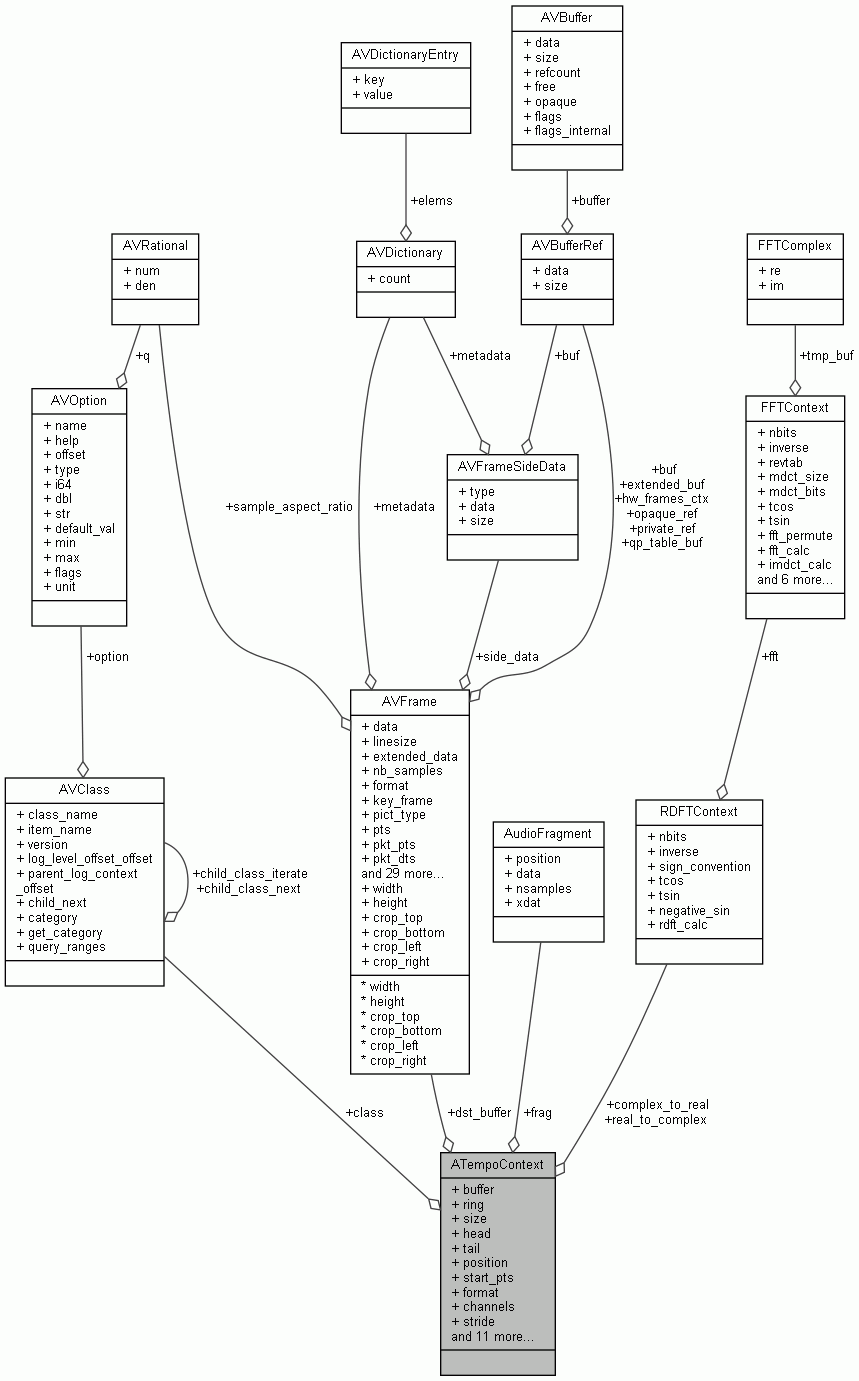 AVBuffer
+ data
+ size
+ refcount
+ free
+ opaque
+ flags
+ flags_internal
AVDictionaryEntry
+ key
+ value
+elems
+buffer
AVRational
+ num
+ den
AVDictionary
+ count
AVBufferRef
+ data
+ size
FFTComplex
+ re
+ im
+q
+metadata
+buf
+tmp_buf
AVOption
+ name
+ help
+ offset
+ type
+ i64
+ dbl
+ str
+ default_val
+ min
+ max
+ flags
+ unit
FFTContext
+ nbits
+ inverse
+ revtab
+ mdct_size
+ mdct_bits
+ tcos
+ tsin
+ fft_permute
+ fft_calc
+ imdct_calc
and 6 more...
AVFrameSideData
+ type
+ data
+ size
+sample_aspect_ratio
+metadata
+buf
+extended_buf
+hw_frames_ctx
+opaque_ref
+private_ref
+qp_table_buf
+option
+side_data
+fft
AVFrame
+ data
+ linesize
+ extended_data
+ nb_samples
+ format
+ key_frame
+ pict_type
+ pts
+ pkt_pts
+ pkt_dts
and 29 more...
+ width
+ height
+ crop_top
+ crop_bottom
+ crop_left
+ crop_right
* width
* height
* crop_top
* crop_bottom
* crop_left
* crop_right
AVClass
+ class_name
+ item_name
+ version
+ log_level_offset_offset
+ parent_log_context
_offset
+ child_next
+ category
+ get_category
+ query_ranges
+child_class_iterate
+child_class_next
AudioFragment
+ position
+ data
+ nsamples
+ xdat
RDFTContext
+ nbits
+ inverse
+ sign_convention
+ tcos
+ tsin
+ negative_sin
+ rdft_calc
+class
+dst_buffer
+frag
+complex_to_real
+real_to_complex
ATempoContext
+ buffer
+ ring
+ size
+ head
+ tail
+ position
+ start_pts
+ format
+ channels
+ stride
and 11 more...